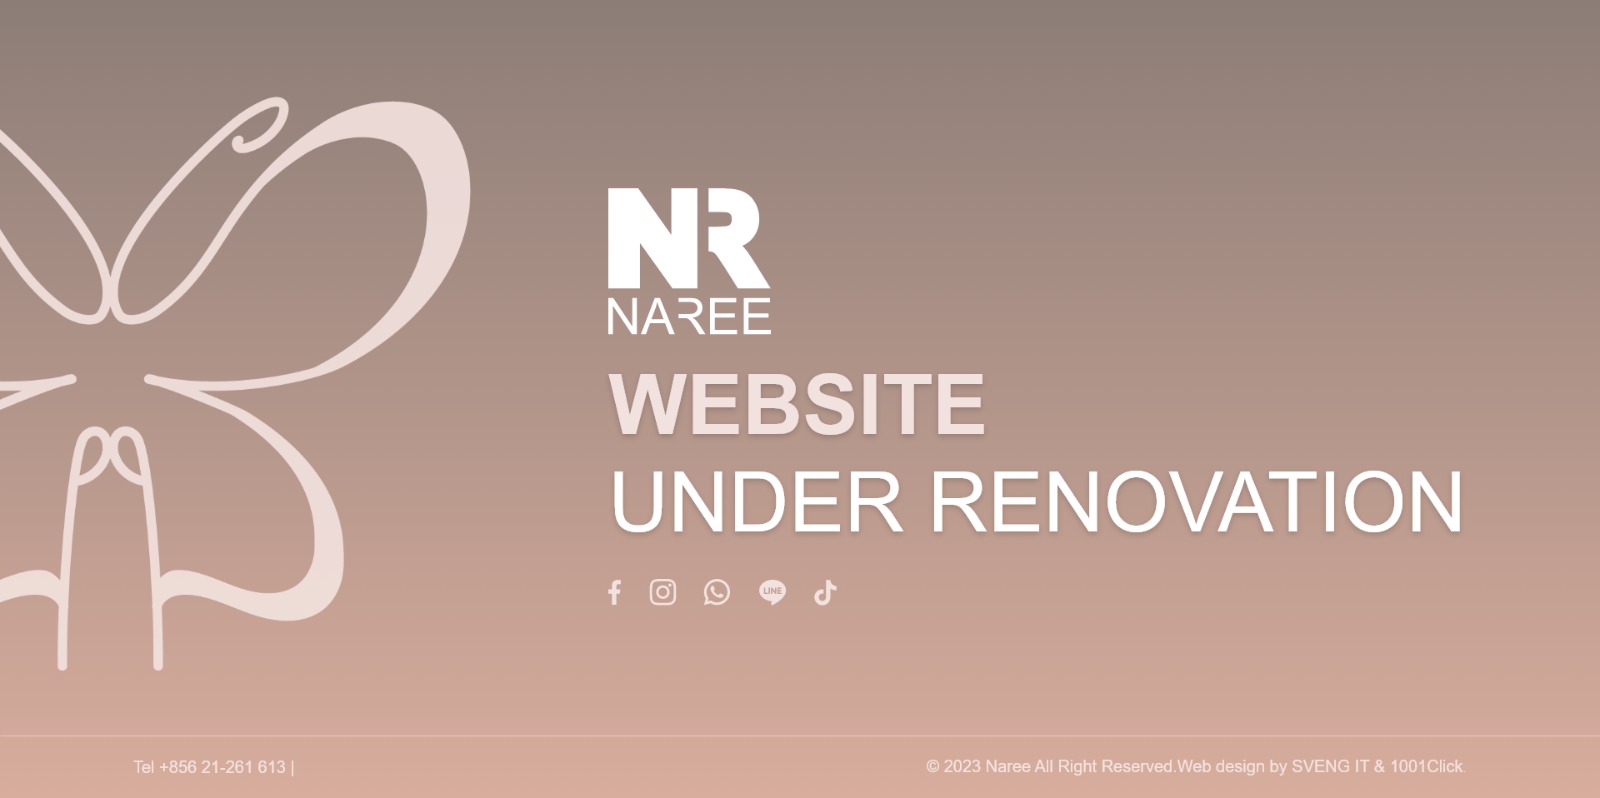 NR
NAREE
WEBSITE
UNDER RENOVATION
LINE
Tel +856 21-261 613 |
© 2023 Naree All Right Reserved.Web design by SVENG IT & 1001Click.